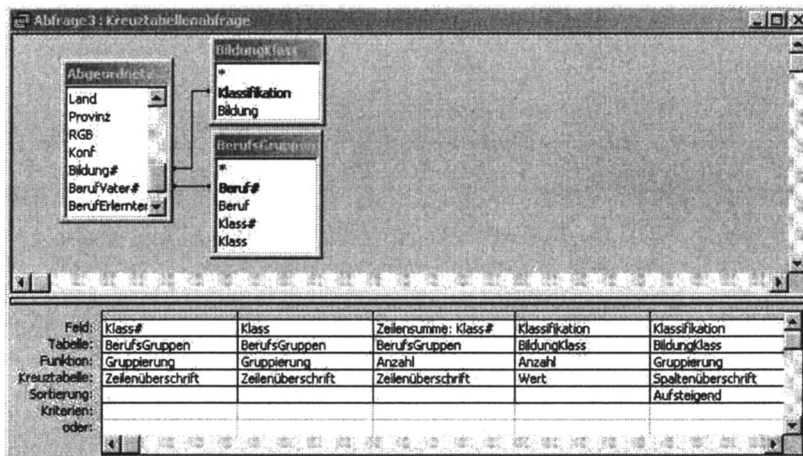 Abfrage3 : Kreuztabellenabfrage
Abgeordnete
Land
Provinz
RGB
Konf
Bildung#
BerufVater#
BerufErlernter
BildungKlass
*
Klassifikation
Bildung
BerufsGruppen
*
Beruf#
Beruf
Klass#
Klass
Feld: Klass# Klass Zeilensumme: Klass# Klassifikation Klassifikation
Tabelle: BerufsGruppen BerufsGruppen BerufsGruppen BildungKlass BildungKlass
Funktion: Gruppierung Gruppierung Anzahl Anzahl Gruppierung
Kreuztabelle: Zeilenüberschrift Zeilenüberschrift Zeilenüberschrift Wert Spaltenüberschrift
Sortierung: Aufsteigend
Kriterien:
oder: